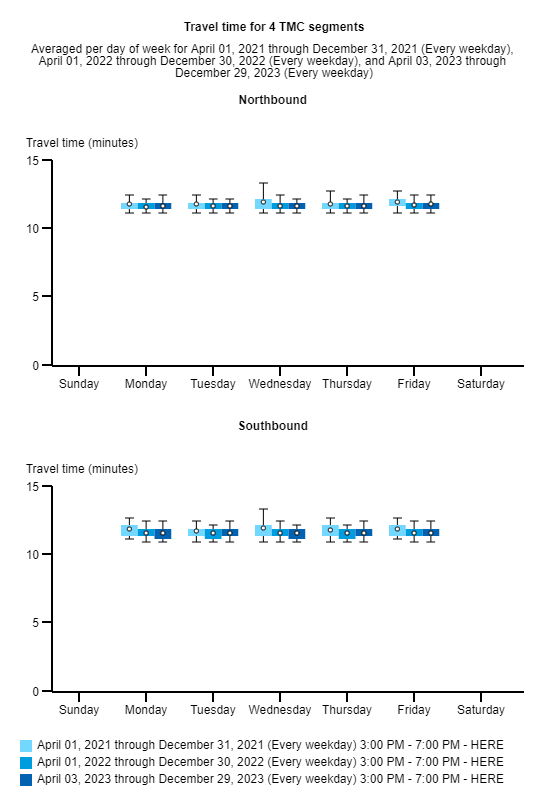 Travel time for 4 TMC segments
Averaged per day of week for April 01, 2021 through December 31, 2021 (Every weekday),
April 01, 2022 through December 30, 2022 (Every weekday), and April 03, 2023 through
December 29, 2023 (Every weekday)
Northbound
Travel time (minutes)
15
10
5
0
Sunday Monday Tuesday Wednesday Thursday Friday Saturday
Southbound
Travel time (minutes)
15
10
5
0
Sunday Monday Tuesday Wednesday Thursday Friday Saturday
April 01, 2021 through December 31, 2021 (Every weekday) 3:00 PM - 7:00 PM - HERE
April 01, 2022 through December 30, 2022 (Every weekday) 3:00 PM - 7:00 PM - HERE
April 03, 2023 through December 29, 2023 (Every weekday) 3:00 PM - 7:00 PM - HERE